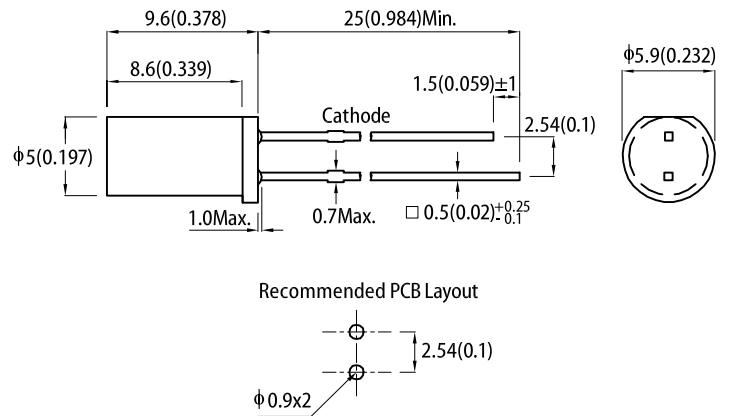 9.6(0.378)
25(0.984)Min.
8.6(0.339)
1.5(0.059)±1
ϕ5.9(0.232)
Cathode
2.54(0.1)
ϕ5(0.197)
1.0Max.
0.7Max.
□ 0.5(0.02)+0.25
-0.1
Recommended PCB Layout
2.54(0.1)
ϕ0.9x2